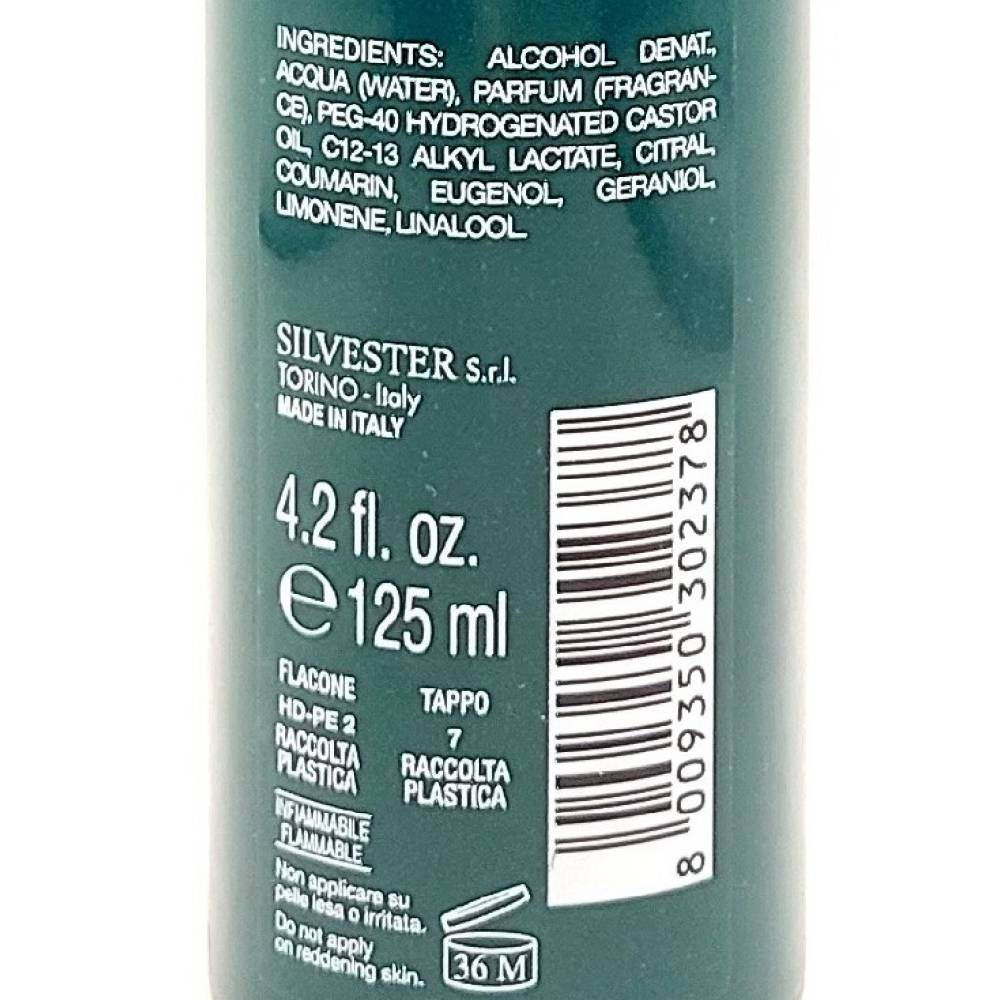 INGREDIENTS: ALCOHOL DENAT.,
ACQUA (WATER), PARFUM (FRAGRAN-
CE), PEG-40 HYDROGENATED CASTOR
OIL, C12-13 ALKYL LACTATE, CITRAL,
COUMARIN, EUGENOL, GERANIOL,
LIMONENE, LINALOOL.
SILVESTER S.r.l.
TORINO - Italy
MADE IN ITALY
4.2 fl. oz.
e 125 ml
FLACONE
HD-PE 2
RACCOLTA
PLASTICA
TAPPO
7
RACCOLTA
PLASTICA
INFIAMMABILE
FLAMMABLE
Non applicare su
pelle lesa o irritata.
Do not apply
on reddening skin.
36 M
8 009350 302378